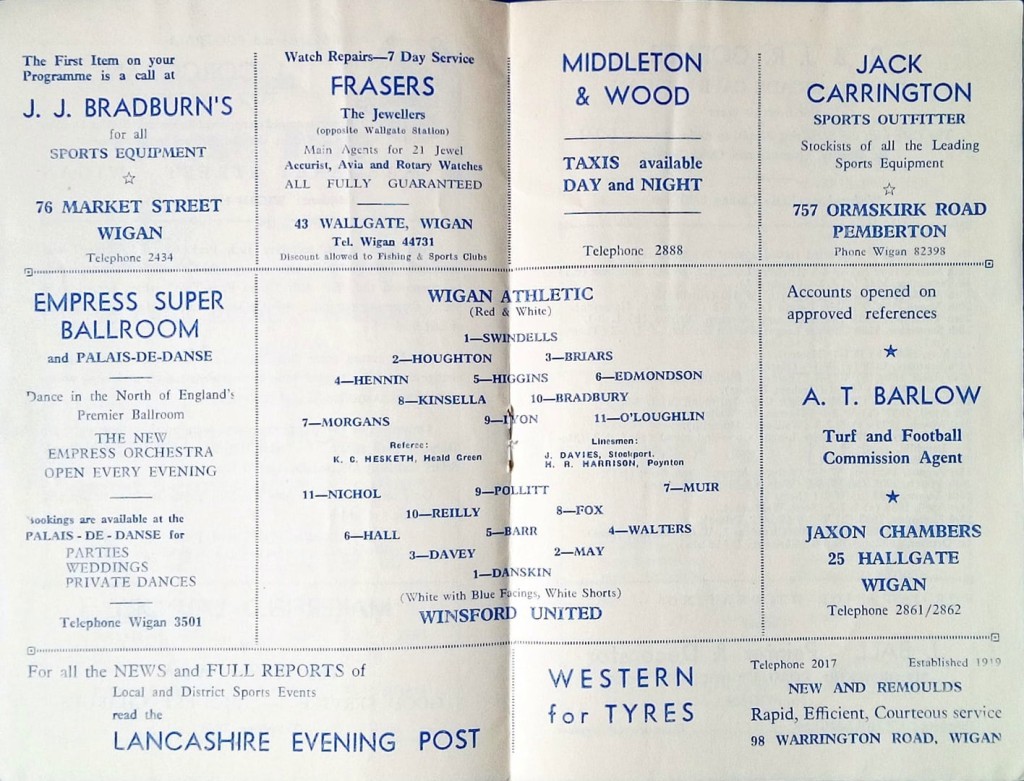 The First Item on your
Programme is a call at
J. J. BRADBURN'S
for all
SPORTS EQUIPMENT
76 MARKET STREET
WIGAN
Telephone 2434
Watch Repairs—7 Day Service
FRASERS
The Jewellers
(opposite Wallgate Station)
Main Agents for 21 Jewel
Accurist, Avia and Rotary Watches
ALL FULLY GUARANTEED
43 WALLGATE, WIGAN
Tel. Wigan 44731
Discount allowed to Fishing & Sports Clubs
MIDDLETON
& WOOD
TAXIS available
DAY and NIGHT
Telephone 2888
JACK
CARRINGTON
SPORTS OUTFITTER
Stockists of all the Leading
Sports Equipment
757 ORMSKIRK ROAD
PEMBERTON
Phone Wigan 82398
EMPRESS SUPER
BALLROOM
and PALAIS-DE-DANSE
Dance in the North of England's
Premier Ballroom
THE NEW
EMPRESS ORCHESTRA
OPEN EVERY EVENING
Bookings are available at the
PALAIS - DE - DANSE for
PARTIES
WEDDINGS
PRIVATE DANCES
Telephone Wigan 3501
WIGAN ATHLETIC
(Red & White)
1—SWINDELLS
2—HOUGHTON 3—BRIARS
4—HENNIN 5—HIGGINS 6—EDMONDSON
8—KINSELLA 10—BRADBURY
7—MORGANS 9—LYON 11—O'LOUGHLIN
Referee: Linesmen:
K. C. HESKETH, Heald Green J. DAVIES, Stockport.
H. R. HARRISON, Poynton
11—NICHOL 9—POLLITT 7—MUIR
10—REILLY 8—FOX
6—HALL 5—BARR 4—WALTERS
3—DAVEY 2—MAY
1—DANSKIN
(White with Blue Facings, White Shorts)
WINSFORD UNITED
Accounts opened on
approved references
A. T. BARLOW
Turf and Football
Commission Agent
JAXON CHAMBERS
25 HALLGATE
WIGAN
Telephone 2861/2862
For all the NEWS and FULL REPORTS of
Local and District Sports Events
read the
LANCASHIRE EVENING POST
WESTERN
for TYRES
Telephone 2017 Established 1919
NEW AND REMOULDS
Rapid, Efficient, Courteous service
98 WARRINGTON ROAD, WIGAN